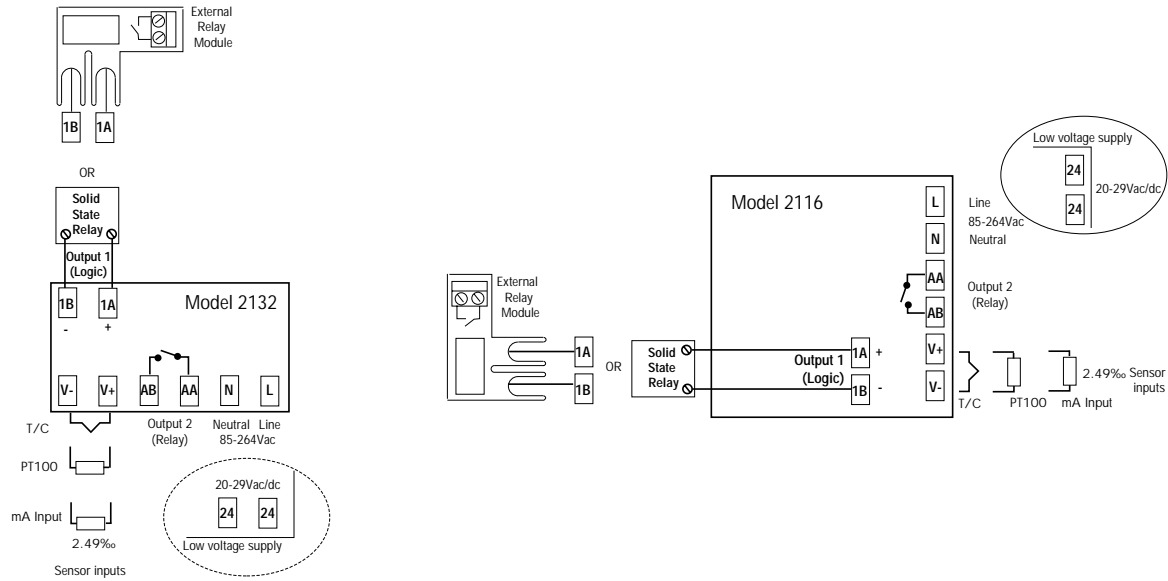 External
Relay
Module
1B 1A
OR
Solid
State
Relay
Output 1
(Logic)
1B 1A Model 2132
- +
V- V+ AB AA N L
T/C
Output 2
(Relay)
Neutral Line
85-264Vac
PT100
mA Input
2.49‰
Sensor inputs
20-29Vac/dc
24 24
Low voltage supply
Low voltage supply
24
20-29Vac/dc
24
Model 2116
L Line
85-264Vac
N Neutral
AA
Output 2
(Relay)
AB
External
Relay
Module
1A
OR
1B
Solid
State
Relay
Output 1
(Logic)
1A +
1B -
V+
V-
T/C
PT100
mA Input
2.49‰ Sensor
inputs